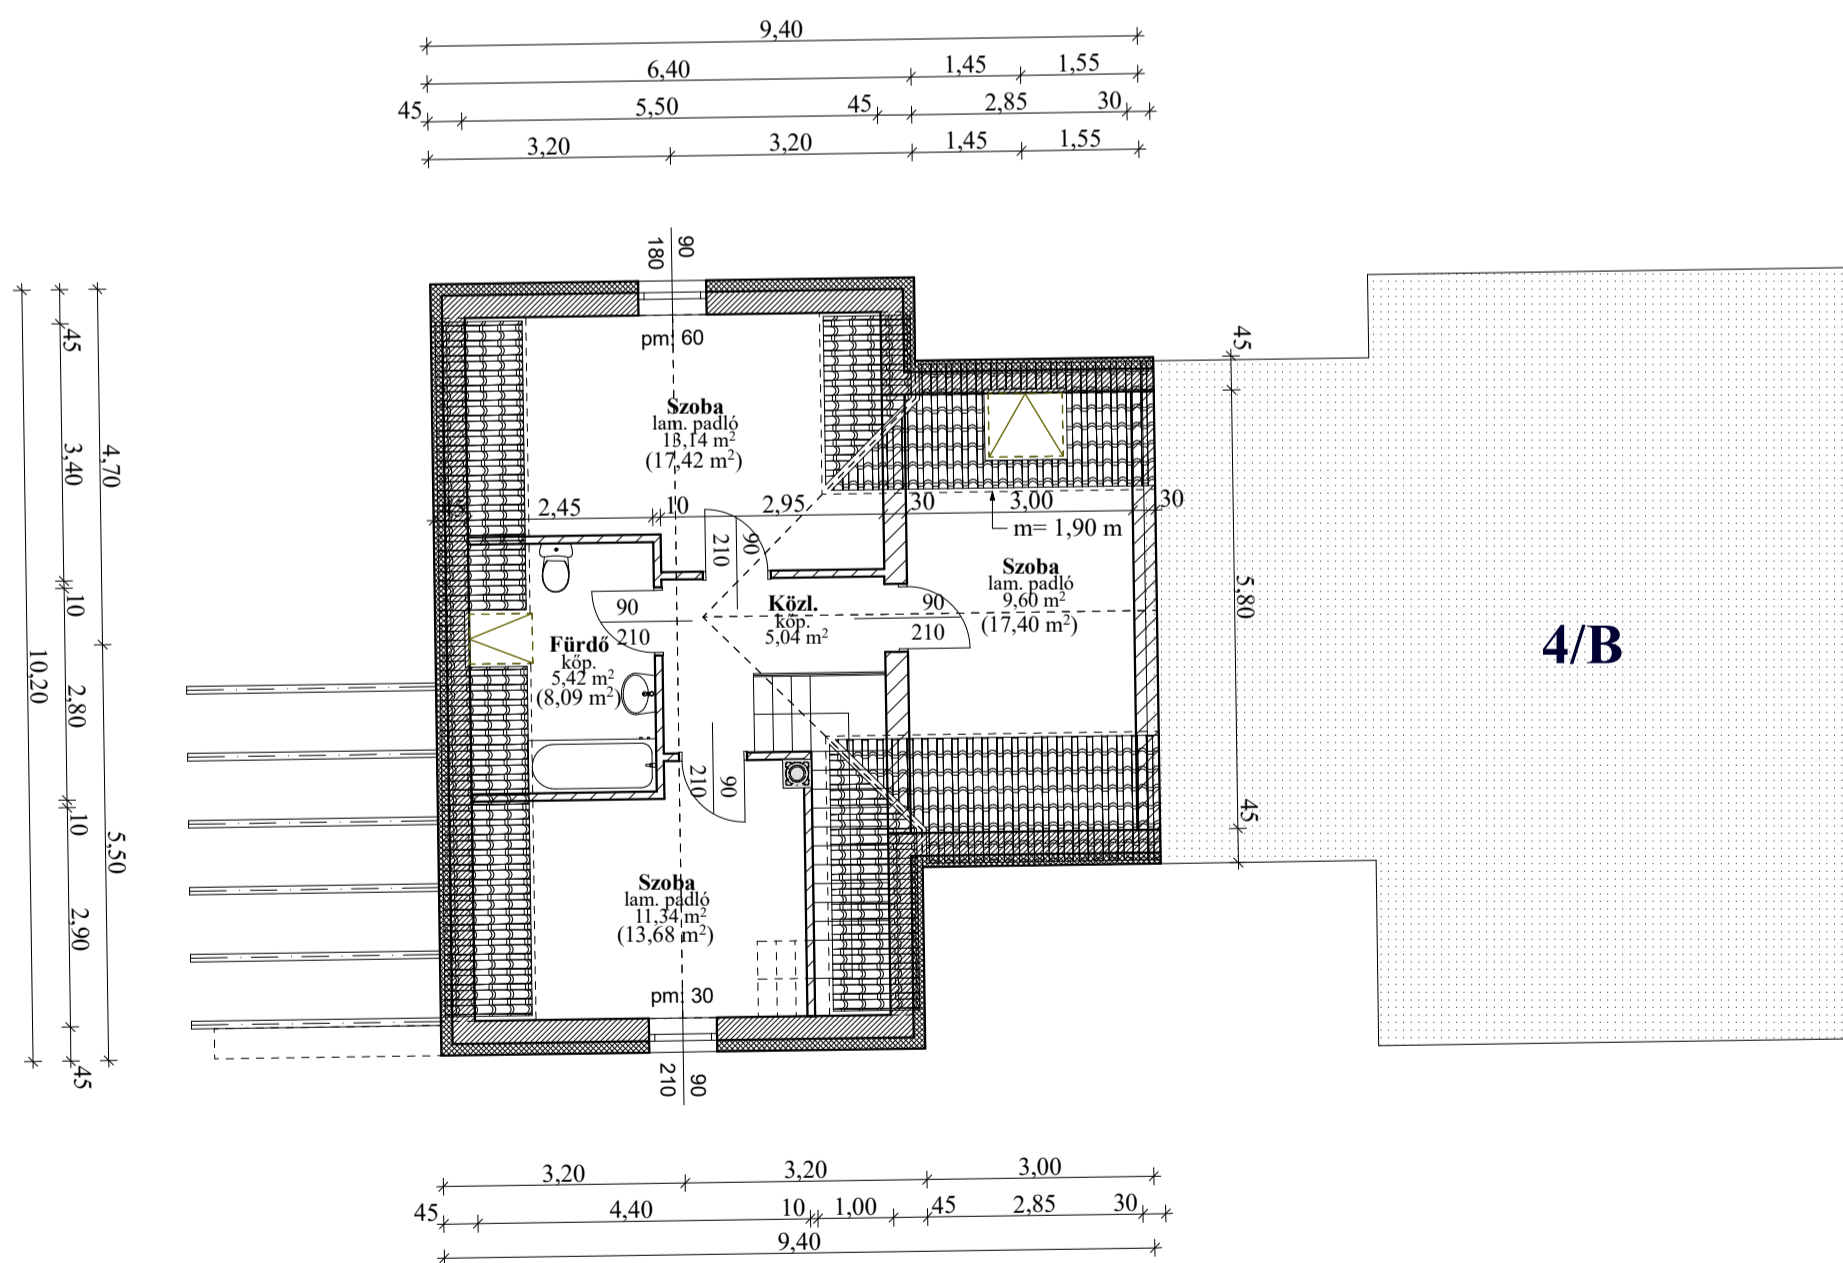 9,40
6,40 1,45 1,55
45 5,50 45 2,85 30
3,20 3,20 1,45 1,55
90
180
pm: 60
Szoba
lam. padló
13,14 m²
(17,42 m²)
2,45 10 2,95 30 3,00 30
m= 1,90 m
90
210
Szoba
lam. padló
9,60 m²
(17,40 m²)
90
210
Közl.
kőp.
5,04 m²
90
210
Fürdő
kőp.
5,42 m²
(8,09 m²)
90
210
Szoba
lam. padló
11,34 m²
(13,68 m²)
pm: 30
90
210
45
3,40
10
2,80
10
2,90
45
4,70
5,50
10,20
45
5,80
45
4/B
3,20 3,20 3,00
45 4,40 10 1,00 45 2,85 30
9,40